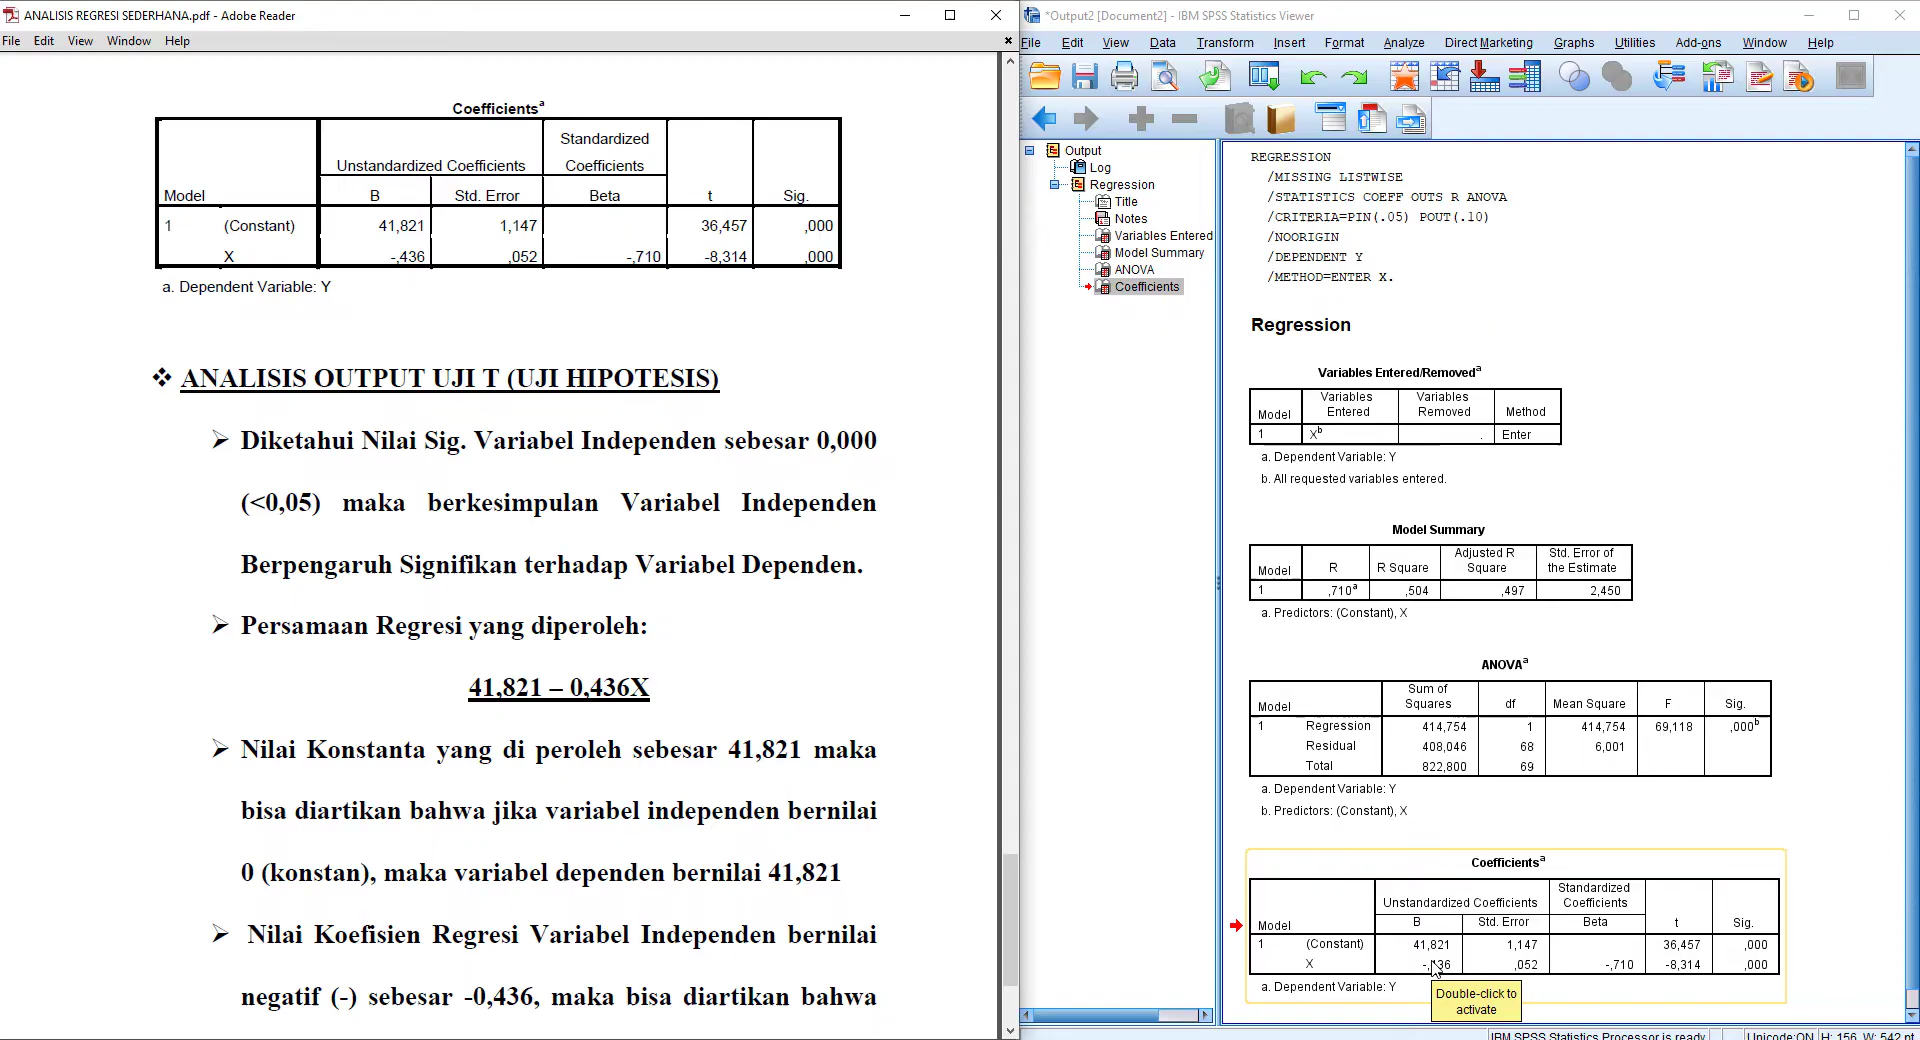 ANALISIS REGRESI SEDERHANA.pdf - Adobe Reader
File Edit View Window Help
Coefficientsa
Model Unstandardized Coefficients Standardized Coefficients t Sig.
B Std. Error Beta
1 (Constant) 41,821 1,147 36,457 ,000
X -,436 ,052 -,710 -8,314 ,000
a. Dependent Variable: Y
❖ ANALISIS OUTPUT UJI T (UJI HIPOTESIS)
➢ Diketahui Nilai Sig. Variabel Independen sebesar 0,000
(<0,05) maka berkesimpulan Variabel Independen
Berpengaruh Signifikan terhadap Variabel Dependen.
➢ Persamaan Regresi yang diperoleh:
41,821 – 0,436X
➢ Nilai Konstanta yang di peroleh sebesar 41,821 maka
bisa diartikan bahwa jika variabel independen bernilai
0 (konstan), maka variabel dependen bernilai 41,821
➢ Nilai Koefisien Regresi Variabel Independen bernilai
negatif (-) sebesar -0,436, maka bisa diartikan bahwa
*Output2 [Document2] - IBM SPSS Statistics Viewer
File Edit View Data Transform Insert Format Analyze Direct Marketing Graphs Utilities Add-ons Window Help
Output
Log
Regression
Title
Notes
Variables Entered
Model Summary
ANOVA
Coefficients
REGRESSION
/MISSING LISTWISE
/STATISTICS COEFF OUTS R ANOVA
/CRITERIA=PIN(.05) POUT(.10)
/NOORIGIN
/DEPENDENT Y
/METHOD=ENTER X.
Regression
Variables Entered/Removeda
Model Variables Entered Variables Removed Method
1 Xb . Enter
a. Dependent Variable: Y
b. All requested variables entered.
Model Summary
Model R R Square Adjusted R Square Std. Error of the Estimate
1 ,710a ,504 ,497 2,450
a. Predictors: (Constant), X
ANOVAa
Model Sum of Squares df Mean Square F Sig.
1 Regression 414,754 1 414,754 69,118 ,000b
Residual 408,046 68 6,001
Total 822,800 69
a. Dependent Variable: Y
b. Predictors: (Constant), X
Coefficientsa
Model Unstandardized Coefficients Standardized Coefficients t Sig.
B Std. Error Beta
1 (Constant) 41,821 1,147 36,457 ,000
X -,436 ,052 -,710 -8,314 ,000
a. Dependent Variable: Y
Double-click to
activate
IBM SPSS Statistics Processor is ready Unicode:ON H: 156, W: 542 pt